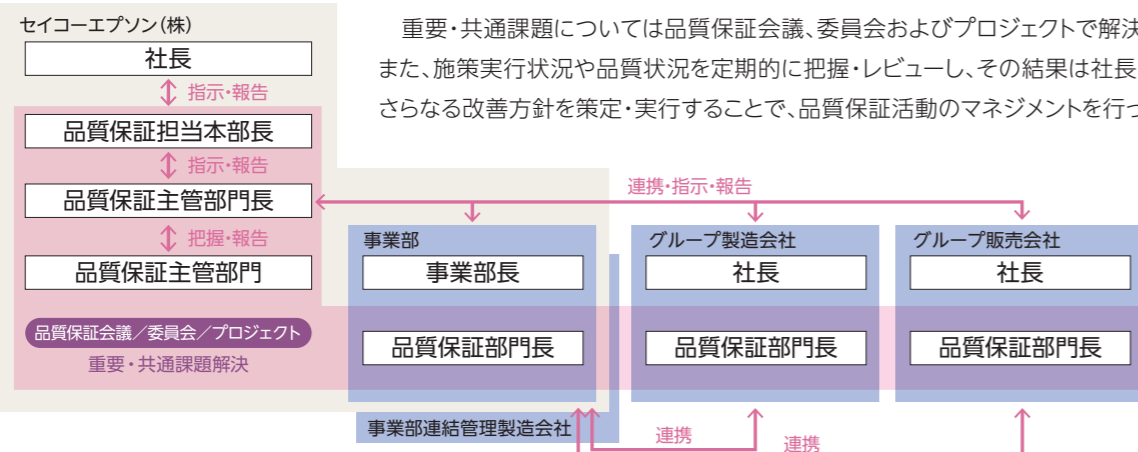 セイコーエプソン(株)
社長
指示・報告
品質保証担当本部長
指示・報告
品質保証主管部門長
把握・報告
品質保証主管部門
品質保証会議/委員会/プロジェクト
重要・共通課題解決
重要・共通課題については品質保証会議、委員会およびプロジェクトで解決
また、施策実行状況や品質状況を定期的に把握・レビューし、その結果は社長
さらなる改善方針を策定・実行することで、品質保証活動のマネジメントを行っ
連携・指示・報告
事業部
事業部長
品質保証部門長
事業部連結管理製造会社
グループ製造会社
社長
品質保証部門長
グループ販売会社
社長
品質保証部門長
連携
連携